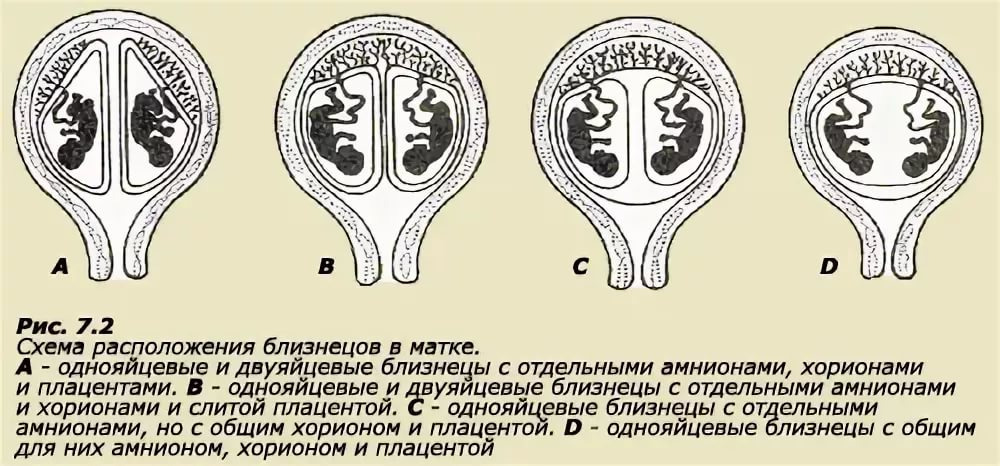 A
B
C
D
Рис. 7.2
Схема расположения близнецов в матке.
A - однояйцевые и двуяйцевые близнецы с отдельными амнионами, хорионами
и плацентами. B - однояйцевые и двуяйцевые близнецы с отдельными амнионами
и хорионами и слитой плацентой. C - однояйцевые близнецы с отдельными
амнионами, но с общим хорионом и плацентой. D - однояйцевые близнецы с общим
для них амнионом, хорионом и плацентой